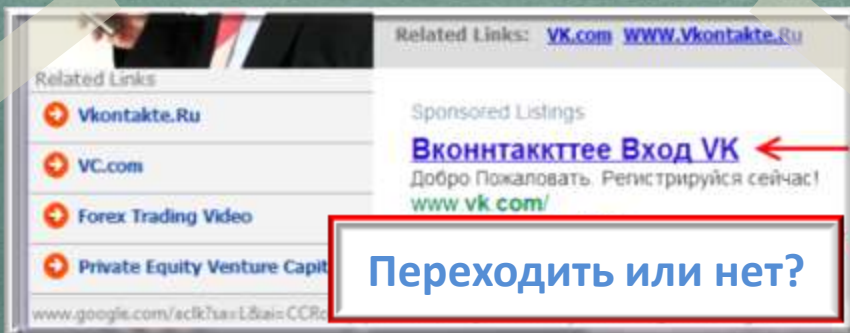 Related Links
Vkontakte.Ru
VC.com
Forex Trading Video
Private Equity Venture Capit
Related Links: VK.com WWW.Vkontakte.Ru
Sponsored Listings
Вконнтаккттее Вход VK
Добро Пожаловать. Регистрируйся сейчас!
www.vk.com/
Переходить или нет?